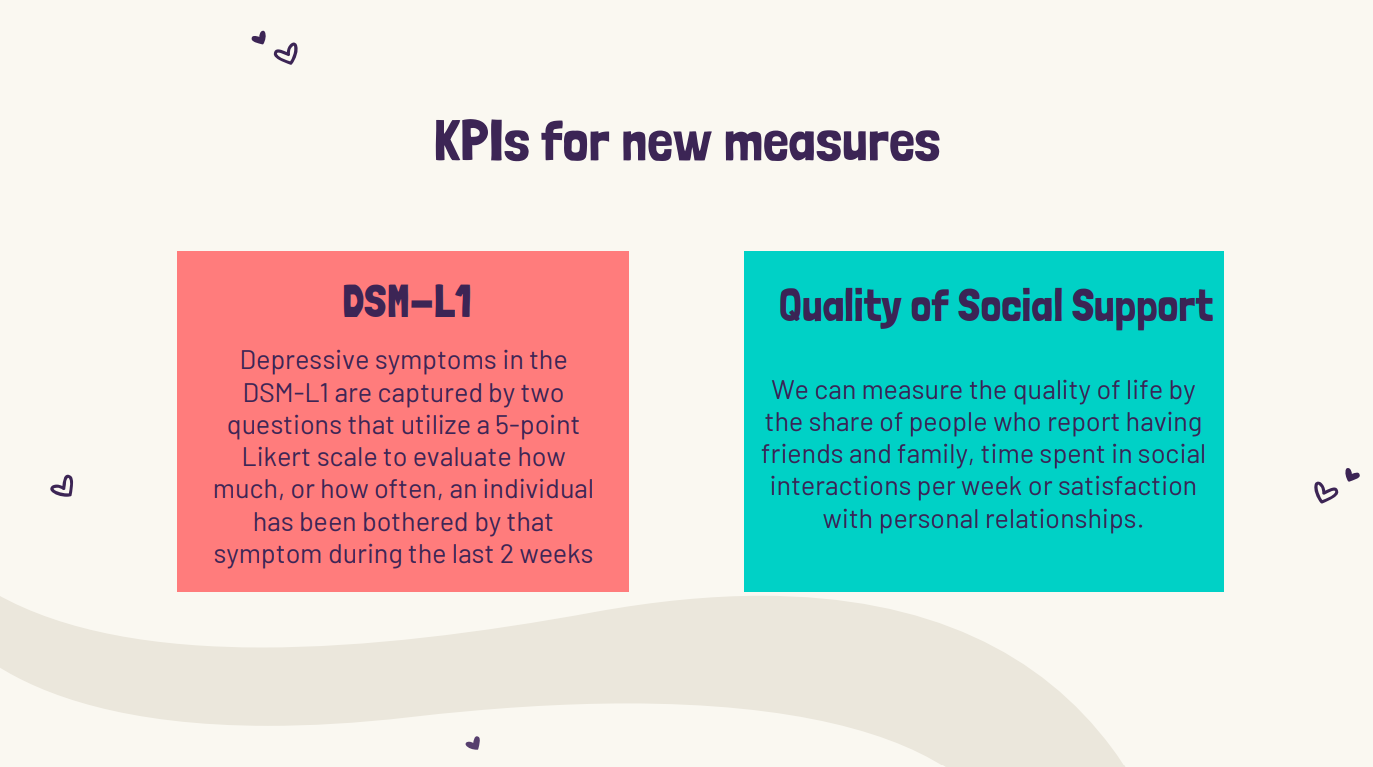 KPIs for new measures
DSM-L1
Depressive symptoms in the
DSM-L1 are captured by two
questions that utilize a 5-point
Likert scale to evaluate how
much, or how often, an individual
has been bothered by that
symptom during the last 2 weeks
Quality of Social Support
We can measure the quality of life by
the share of people who report having
friends and family, time spent in social
interactions per week or satisfaction
with personal relationships.